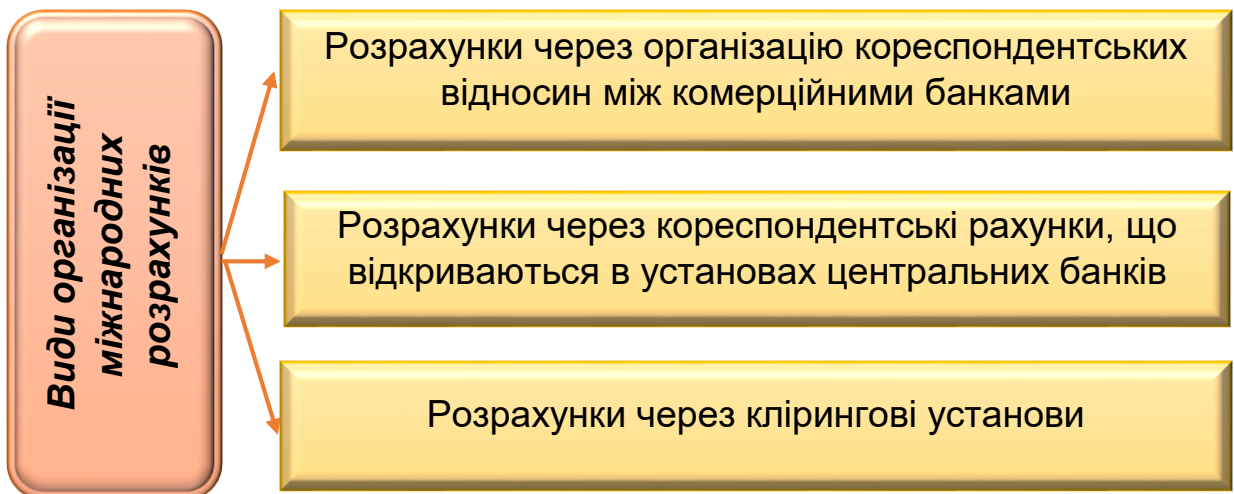 Види організації
міжнародних
розрахунків
Розрахунки через організацію кореспондентських
відносин між комерційними банками
Розрахунки через кореспондентські рахунки, що
відкриваються в установах центральних банків
Розрахунки через клірингові установи